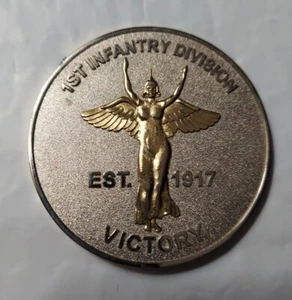 1ST INFANTRY DIVISION
EST. 1917
VICTORY